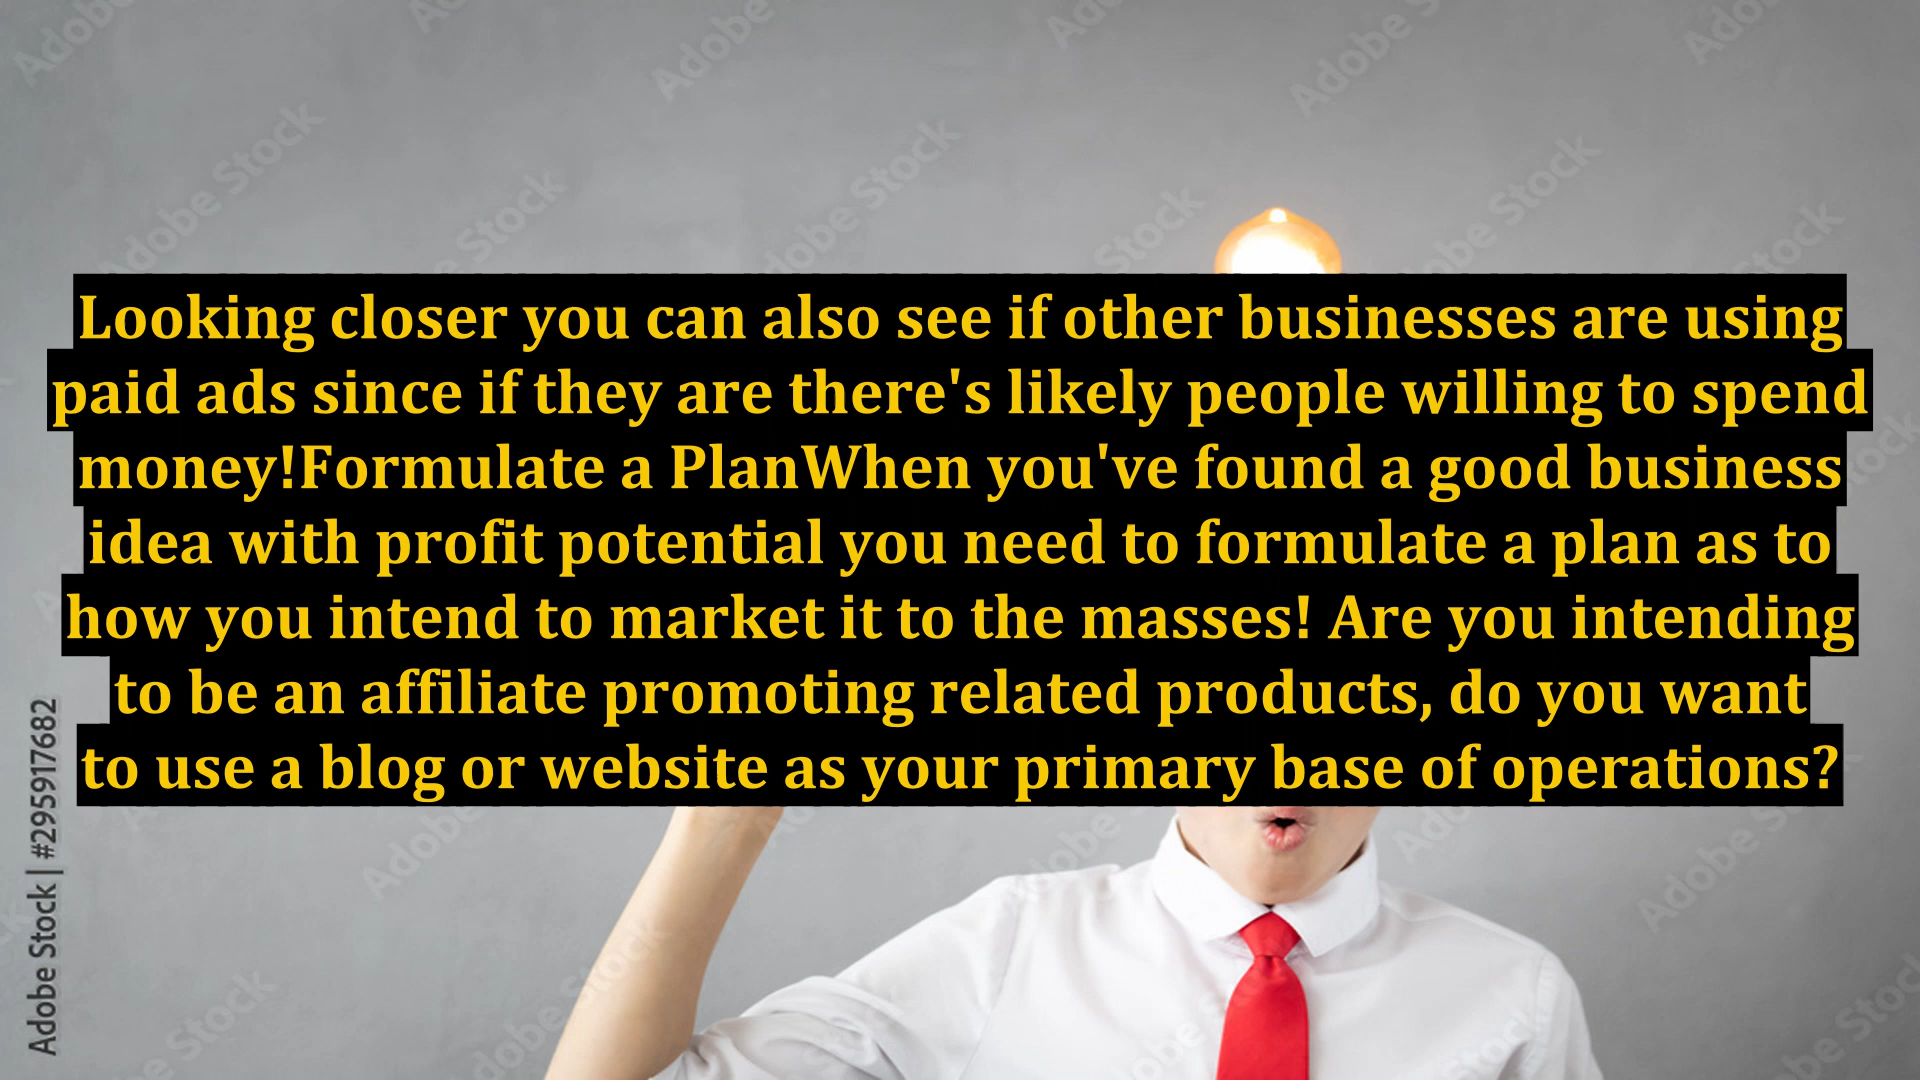 Looking closer you can also see if other businesses are using
paid ads since if they are there's likely people willing to spend
money!Formulate a PlanWhen you've found a good business
idea with profit potential you need to formulate a plan as to
how you intend to market it to the masses! Are you intending
to be an affiliate promoting related products, do you want
to use a blog or website as your primary base of operations?
Adobe Stock | #295917682
Adobe Stock